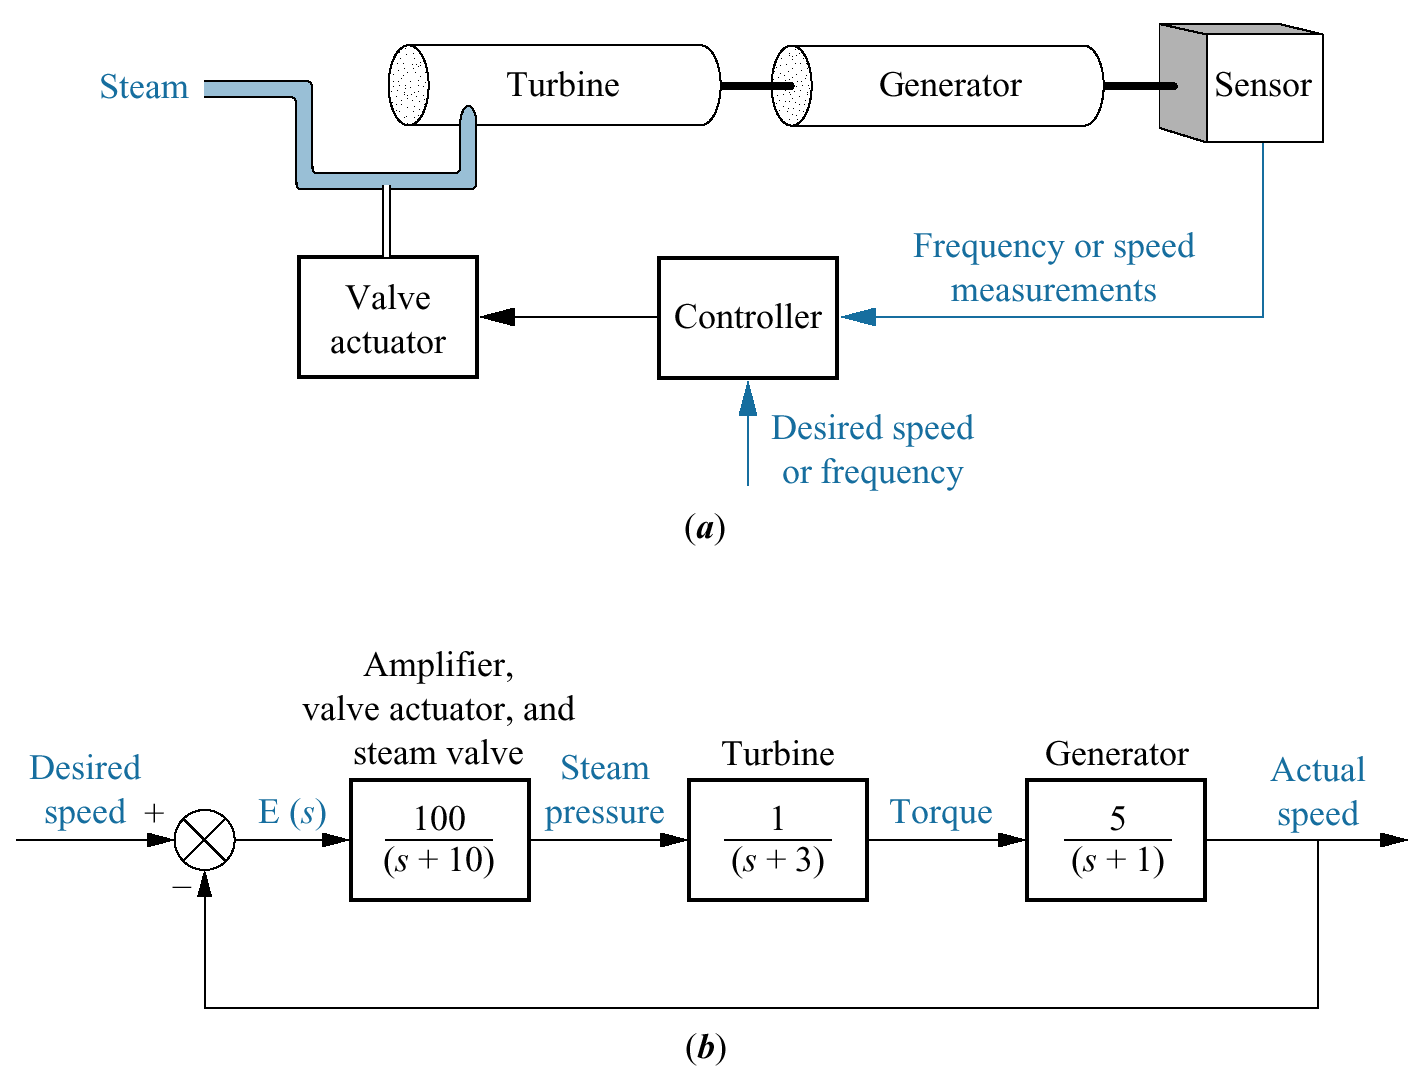 Steam
Turbine
Generator
Sensor
Frequency or speed
measurements
Valve
actuator
Controller
Desired speed
or frequency
(a)
Amplifier,
valve actuator, and
steam valve
Turbine
Generator
Desired
speed
+
−
E (s)
100
(s + 10)
Steam
pressure
1
(s + 3)
Torque
5
(s + 1)
Actual
speed
(b)